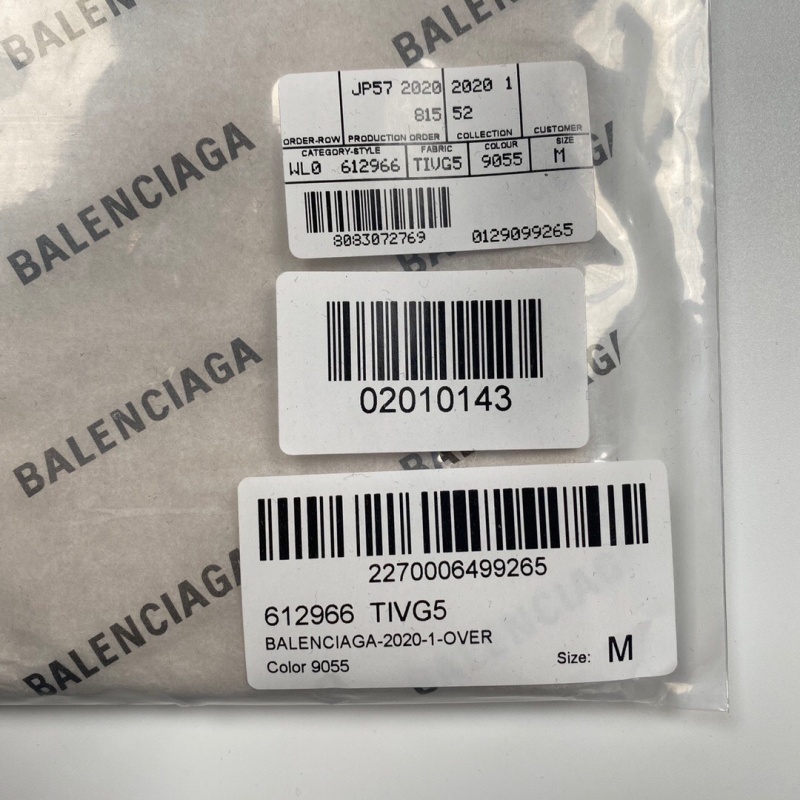 BALENCIAGA
BALENCIAGA
JP57 2020 2020 1
815 52
ORDER-ROW PRODUCTION ORDER COLLECTION CUSTOMER
CATEGORY-STYLE FABRIC COLOUR SIZE
WL0 612966 TIVG5 9055 M
8083072769 0129099265
BALENCIAGA
02010143
BALENCIAGA
2270006499265
612966 TIVG5
BALENCIAGA-2020-1-OVER
Color 9055 Size: M
BALENCIAGA